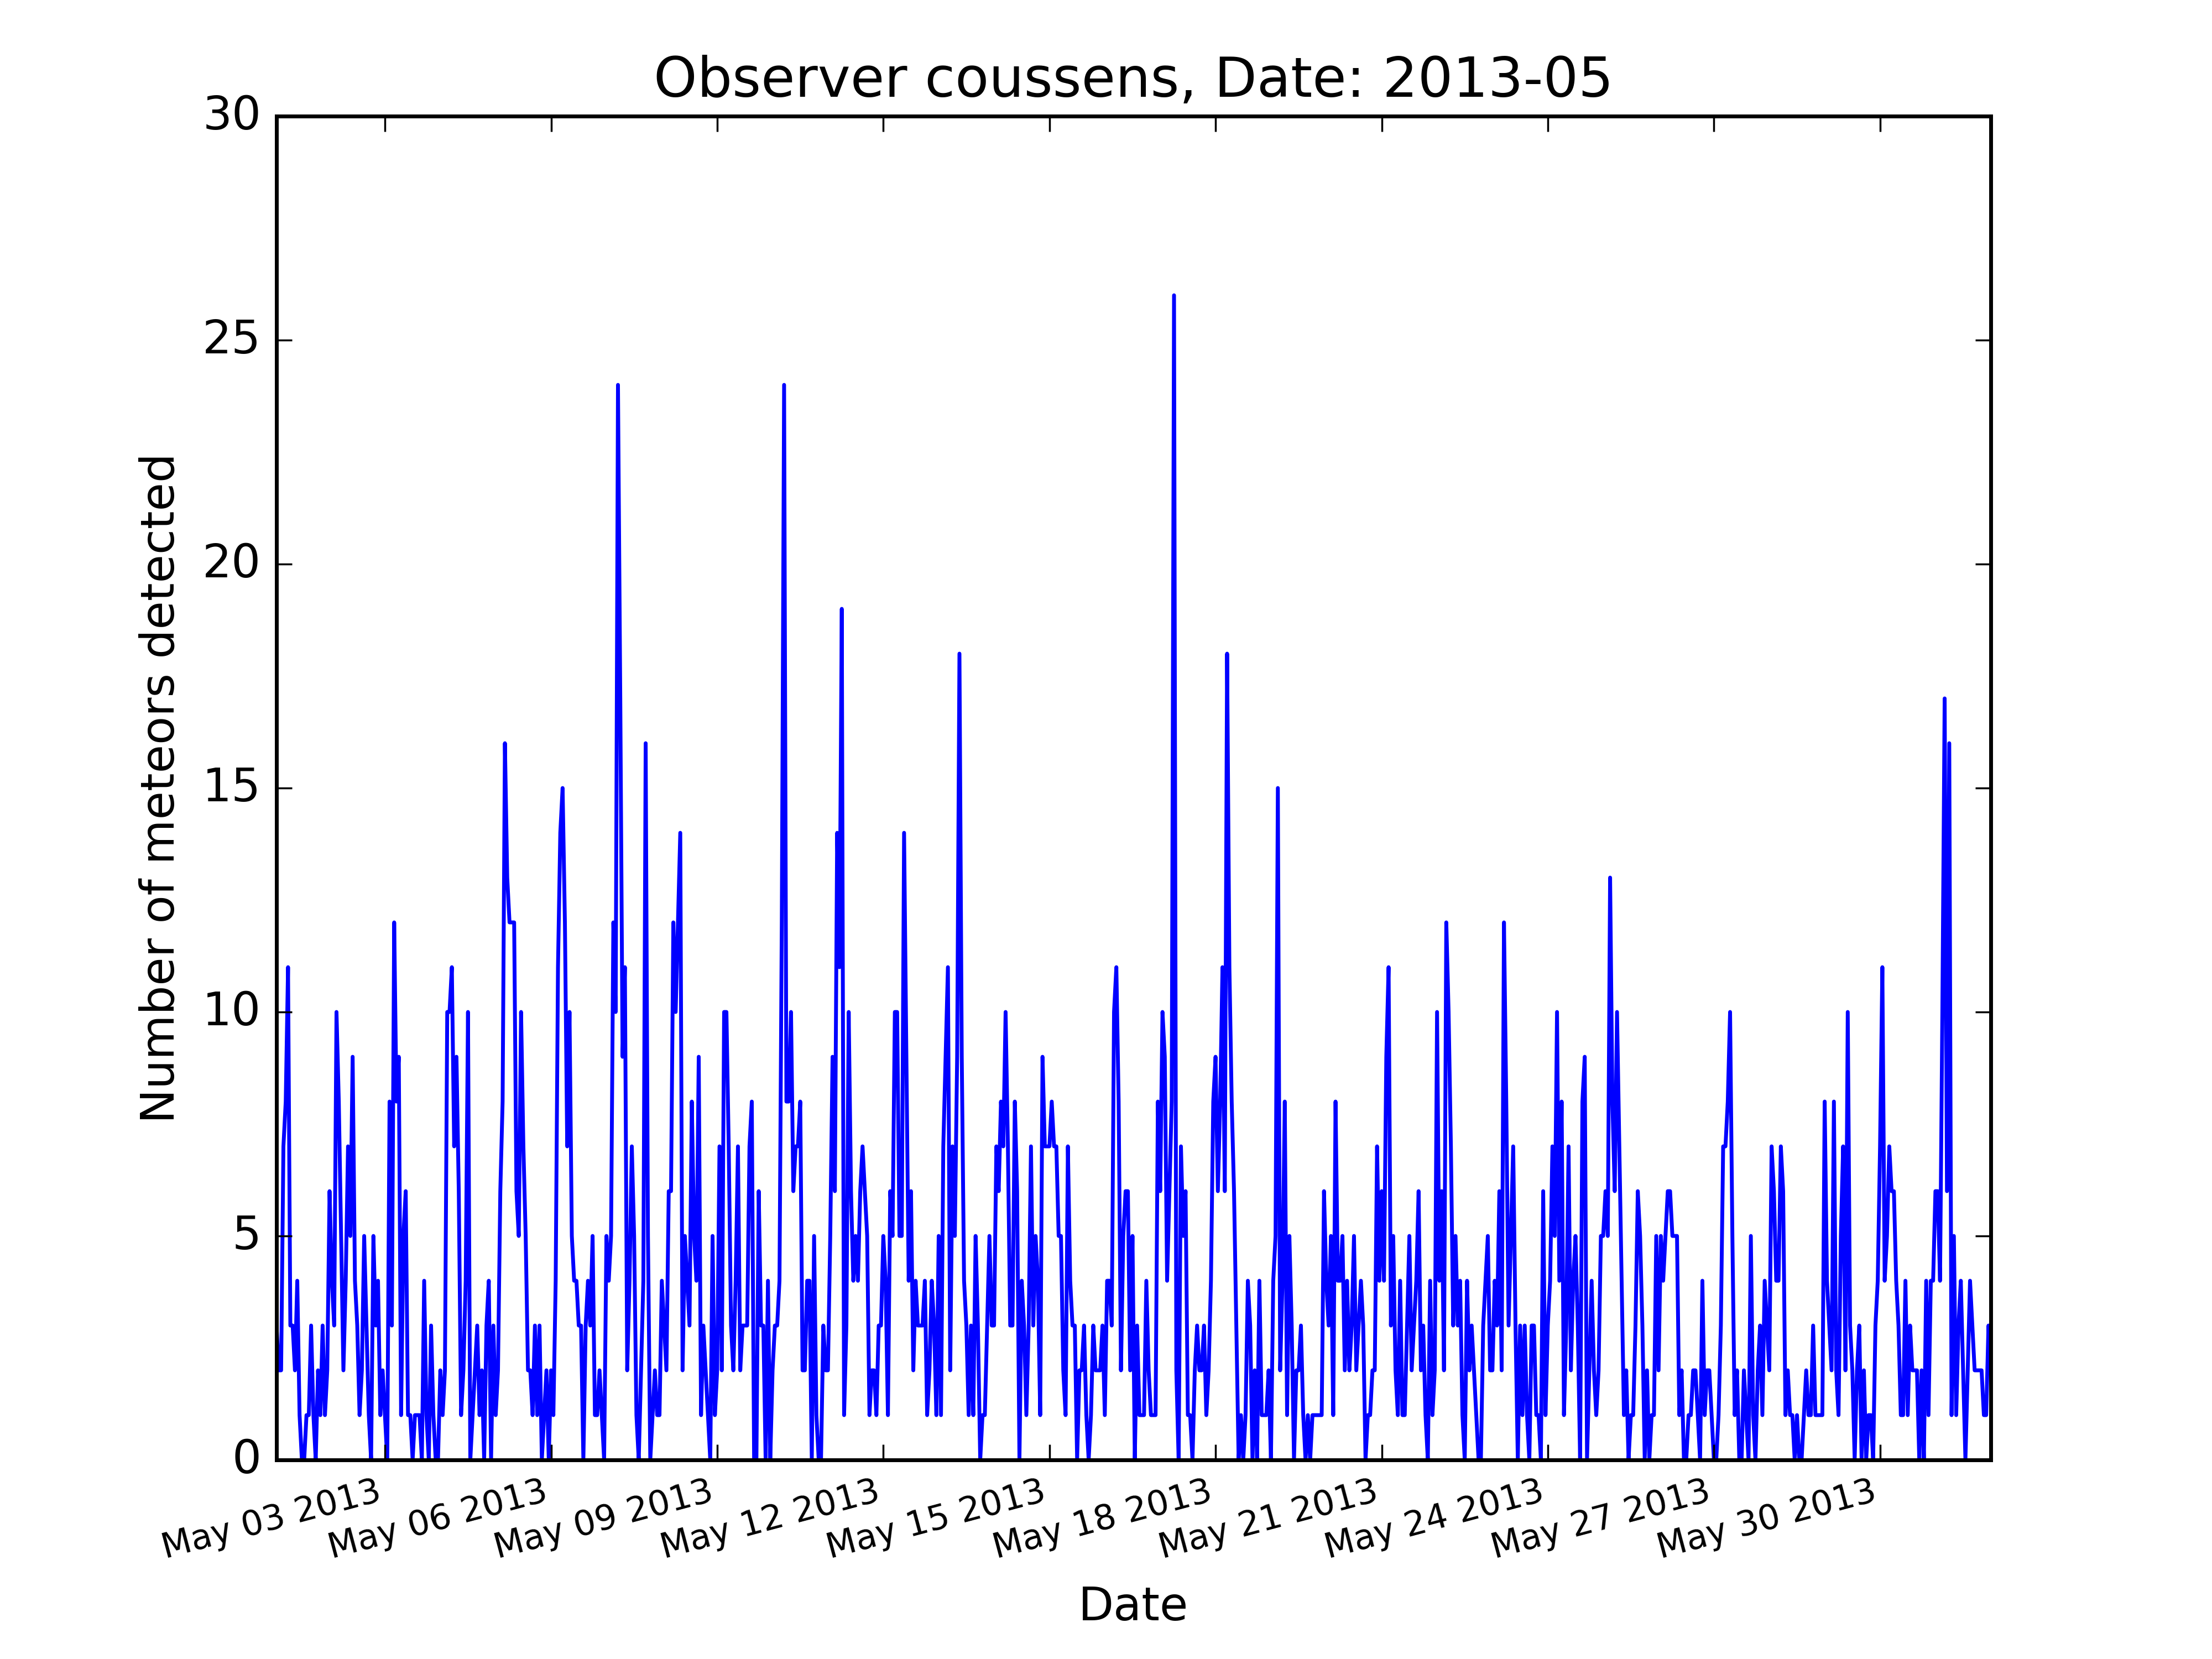 Observer coussens, Date: 2013-05
Number of meteors detected
30
25
20
15
10
5
0
May 03 2013
May 06 2013
May 09 2013
May 12 2013
May 15 2013
May 18 2013
May 21 2013
May 24 2013
May 27 2013
May 30 2013
Date